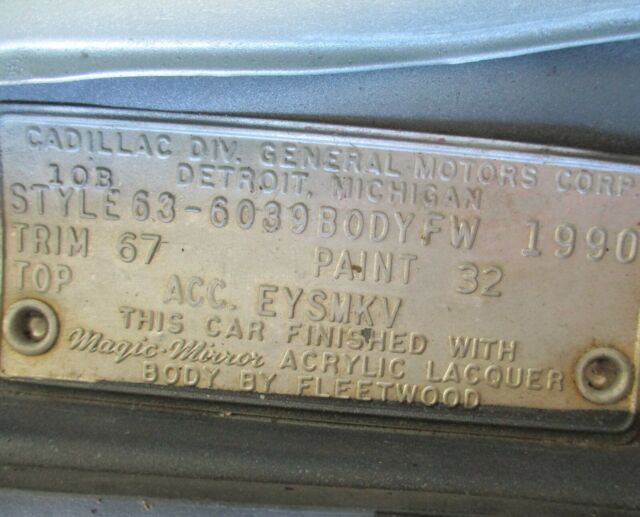 CADILLAC DIV. GENERAL MOTORS CORP
10B DETROIT, MICHIGAN
STYLE 63-6039 BODY FW 1990
TRIM 67 PAINT 32
TOP ACC. EYSMKV
THIS CAR FINISHED WITH
Magic-Mirror ACRYLIC LACQUER
BODY BY FLEETWOOD